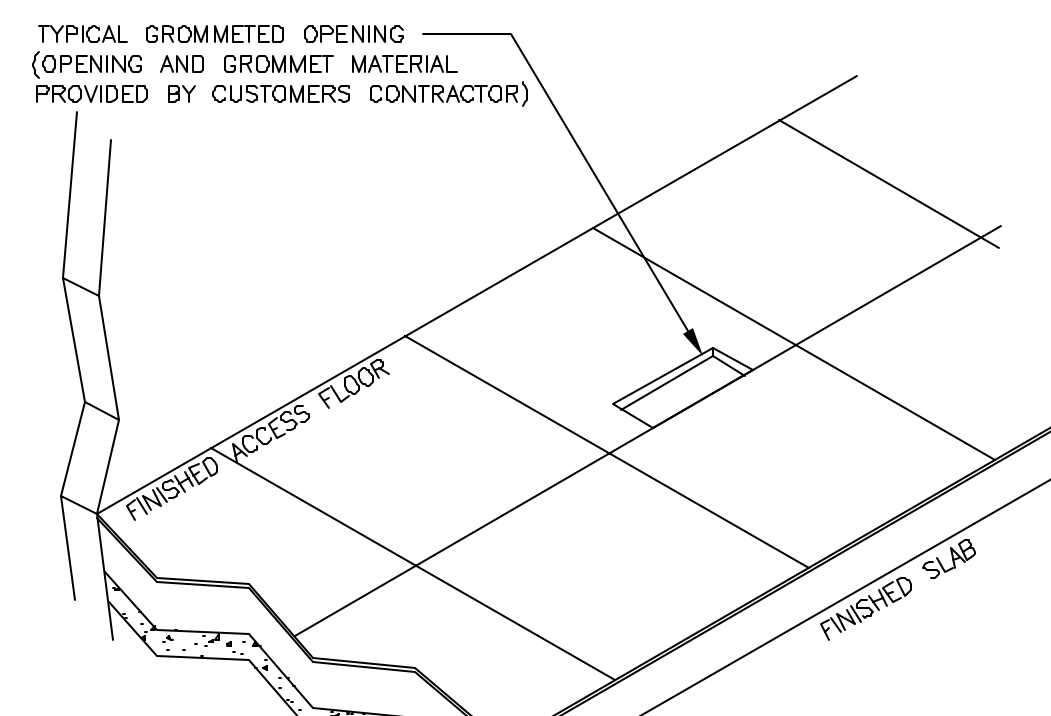 TYPICAL GROMMETED OPENING
(OPENING AND GROMMET MATERIAL
PROVIDED BY CUSTOMERS CONTRACTOR)
FINISHED ACCESS FLOOR
FINISHED SLAB